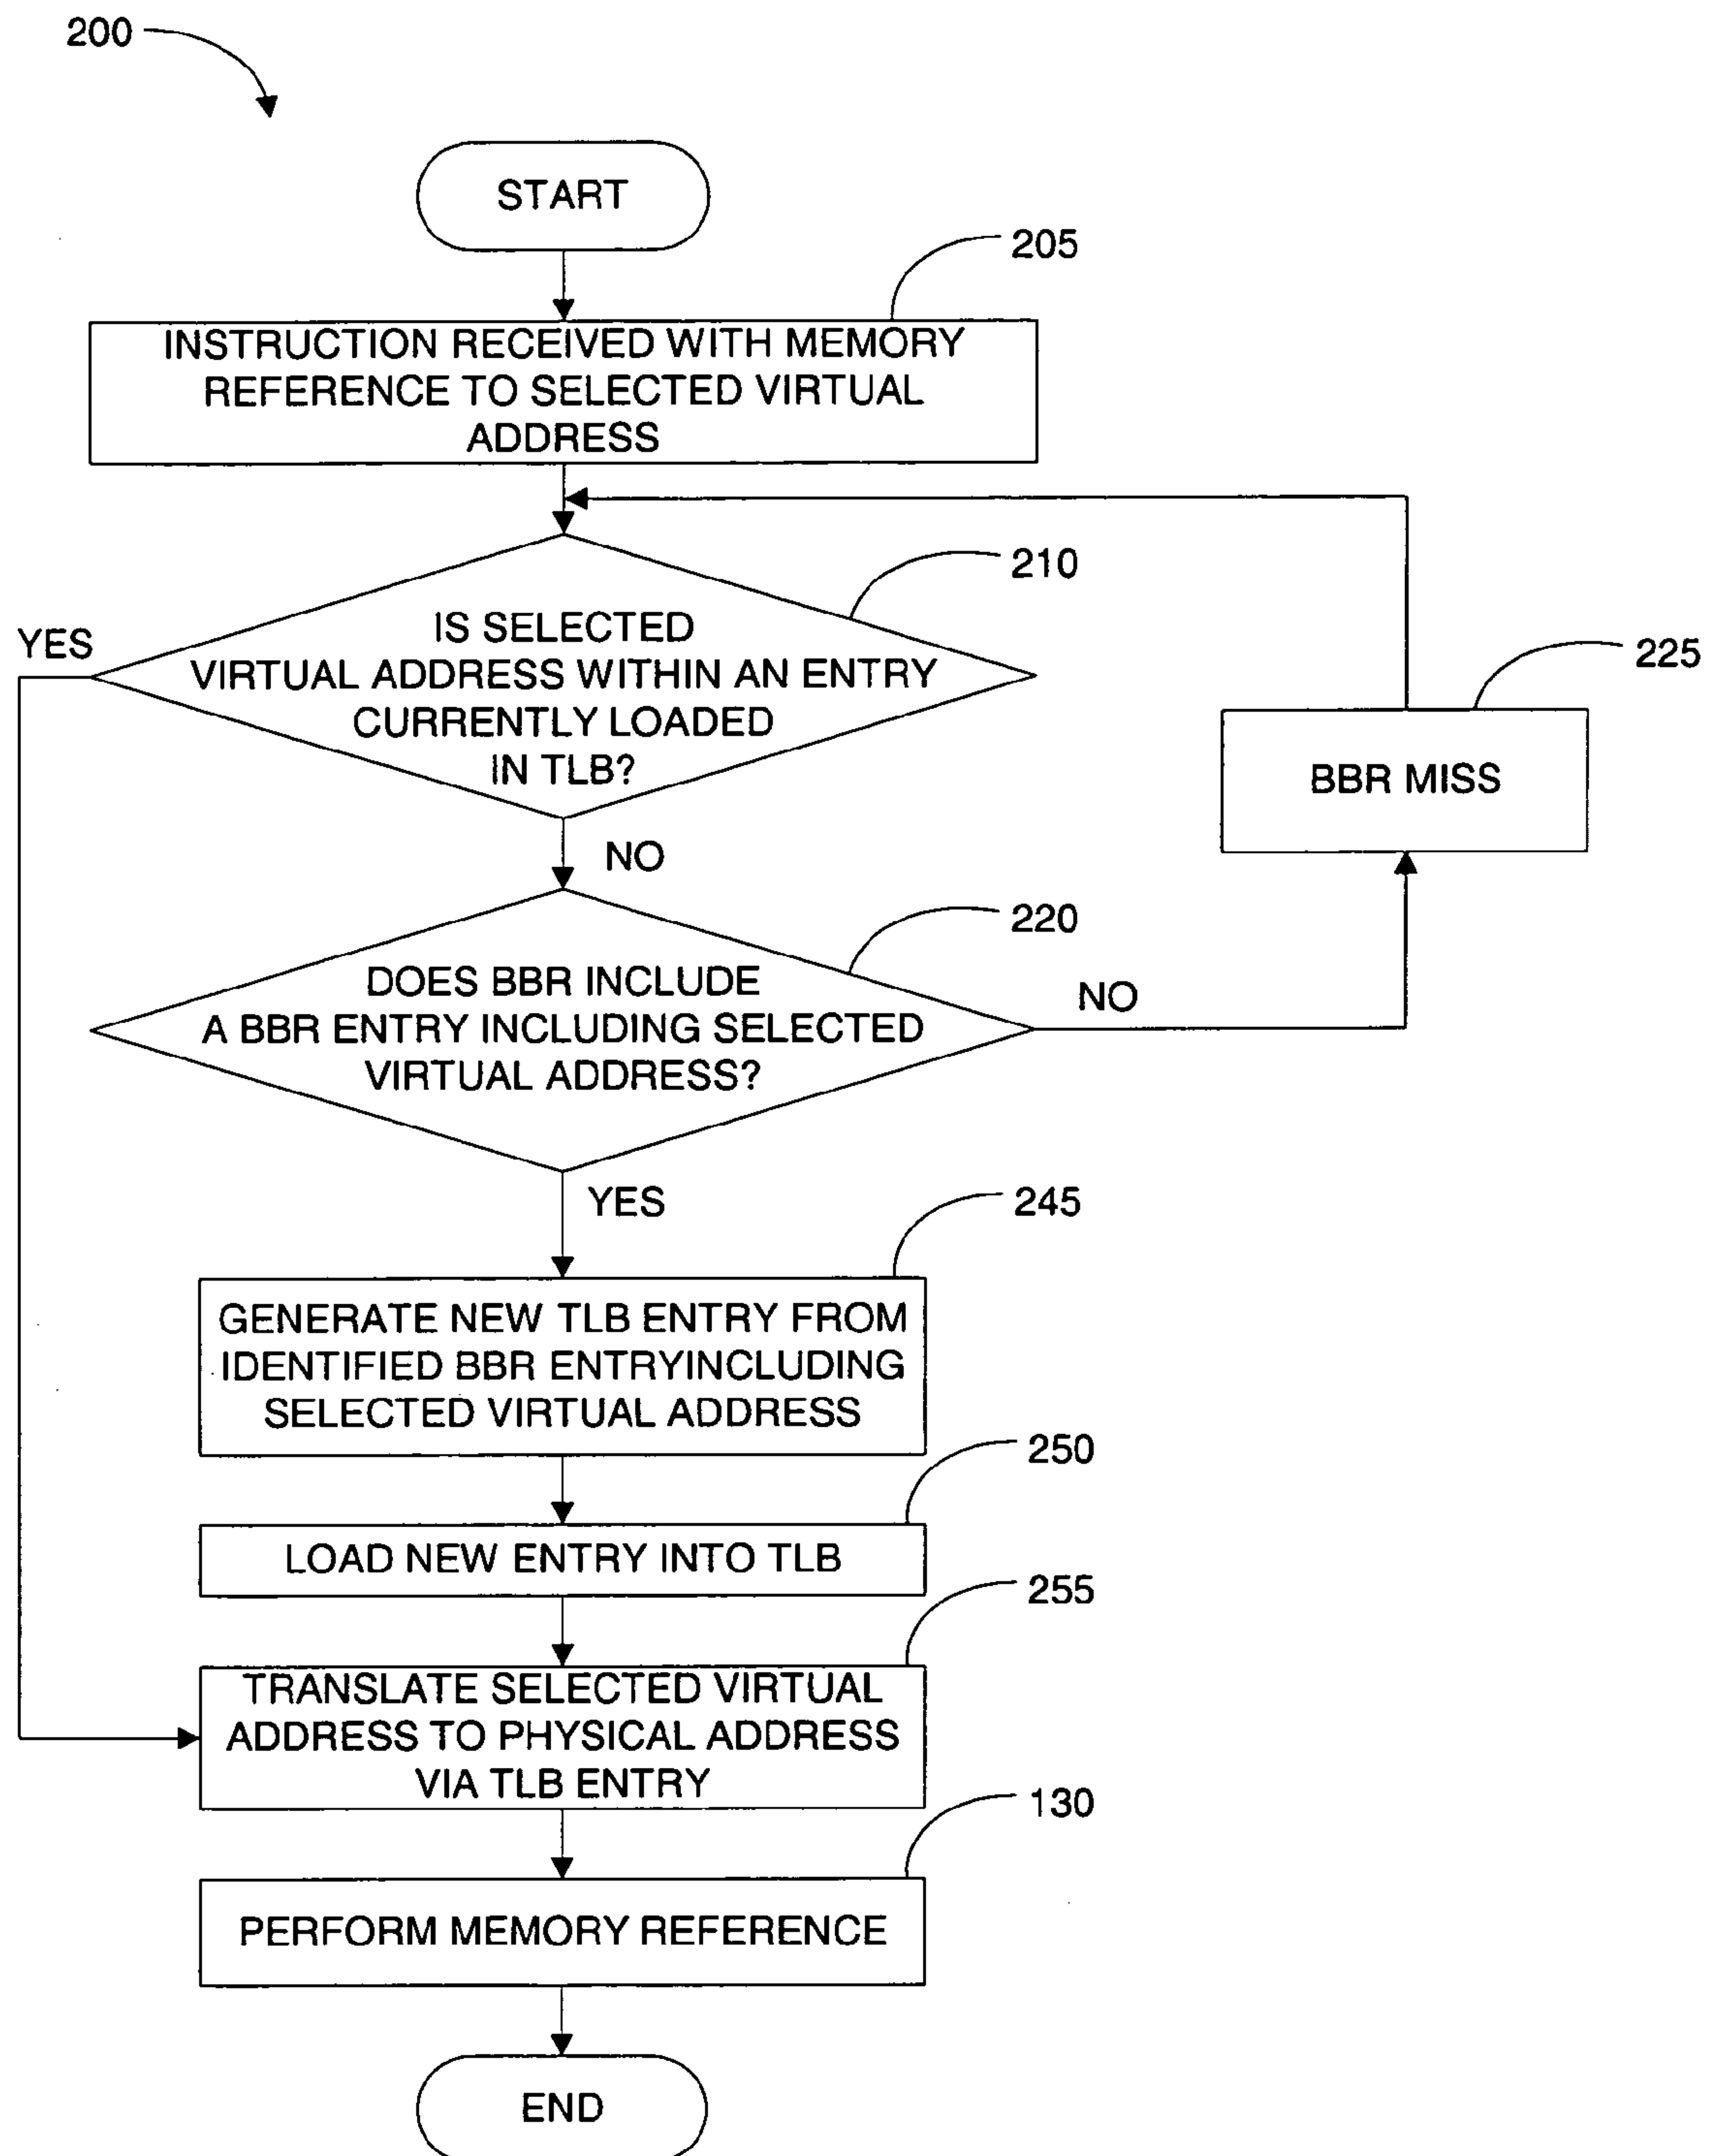 200
START
205
INSTRUCTION RECEIVED WITH MEMORY
REFERENCE TO SELECTED VIRTUAL
ADDRESS
210
YES
IS SELECTED
VIRTUAL ADDRESS WITHIN AN ENTRY
CURRENTLY LOADED
IN TLB?
225
BBR MISS
NO
220
DOES BBR INCLUDE
A BBR ENTRY INCLUDING SELECTED
VIRTUAL ADDRESS?
NO
YES
245
GENERATE NEW TLB ENTRY FROM
IDENTIFIED BBR ENTRYINCLUDING
SELECTED VIRTUAL ADDRESS
250
LOAD NEW ENTRY INTO TLB
255
TRANSLATE SELECTED VIRTUAL
ADDRESS TO PHYSICAL ADDRESS
VIA TLB ENTRY
130
PERFORM MEMORY REFERENCE
END